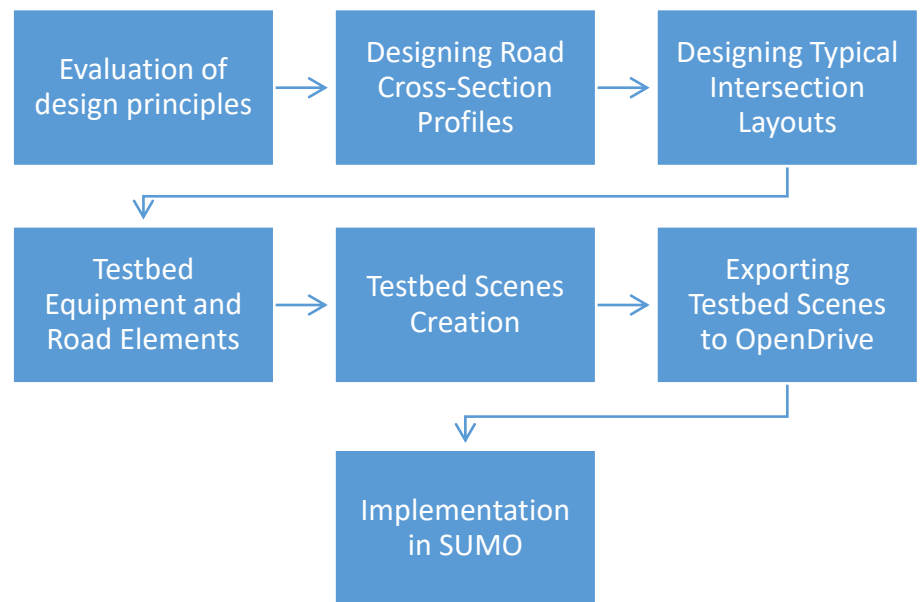 Evaluation of
design principles
Designing Road
Cross-Section
Profiles
Designing Typical
Intersection
Layouts
Testbed
Equipment and
Road Elements
Testbed Scenes
Creation
Exporting
Testbed Scenes
to OpenDrive
Implementation
in SUMO